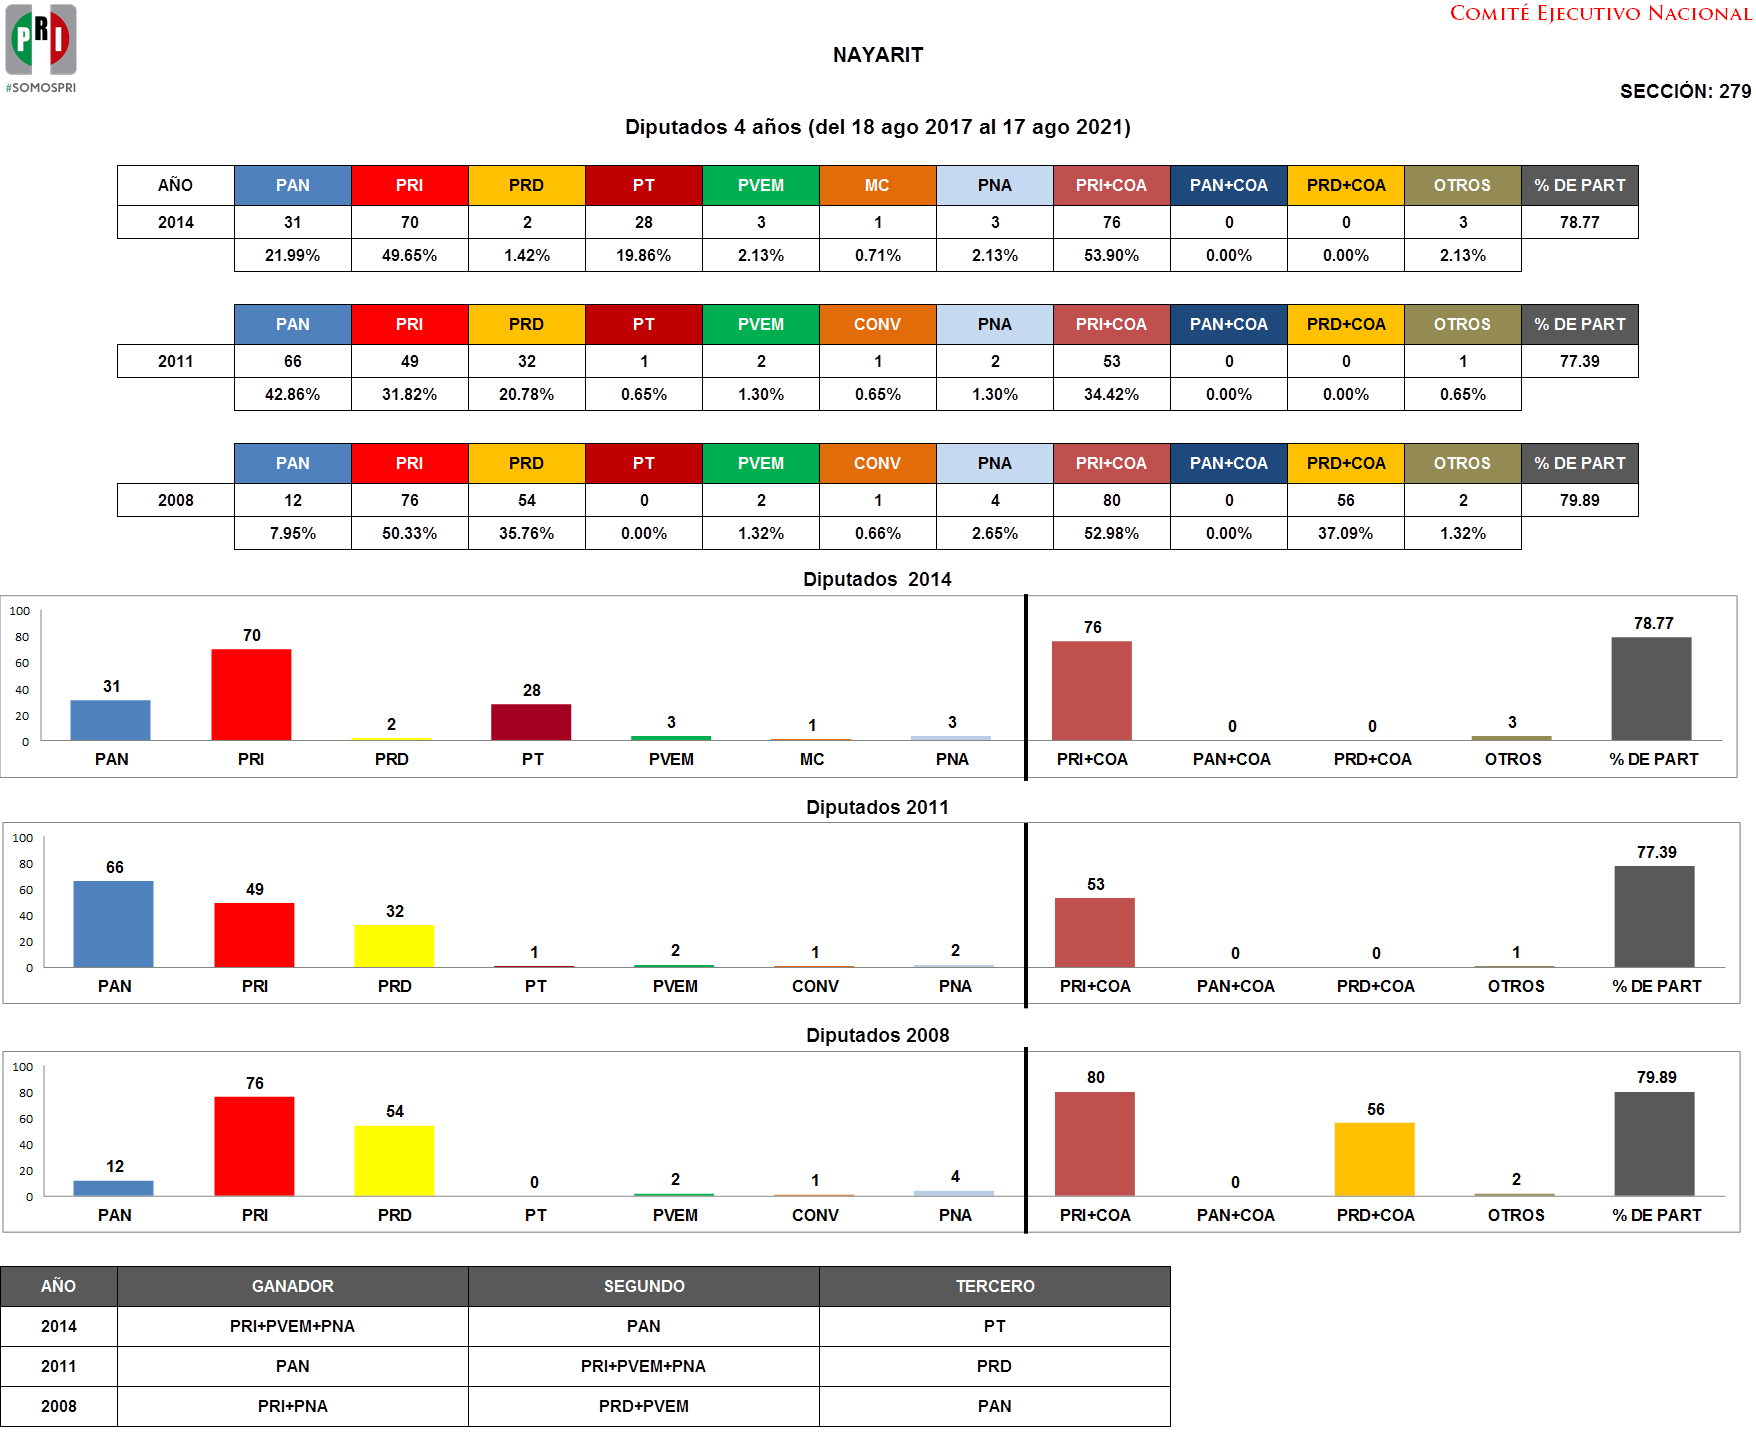 PRI
#SOMOSPRI
COMITÉ EJECUTIVO NACIONAL
NAYARIT
SECCIÓN: 279
Diputados 4 años (del 18 ago 2017 al 17 ago 2021)
AÑO PAN PRI PRD PT PVEM MC PNA PRI+COA PAN+COA PRD+COA OTROS % DE PART
2014 31 70 2 28 3 1 3 76 0 0 3 78.77
21.99% 49.65% 1.42% 19.86% 2.13% 0.71% 2.13% 53.90% 0.00% 0.00% 2.13%
PAN PRI PRD PT PVEM CONV PNA PRI+COA PAN+COA PRD+COA OTROS % DE PART
2011 66 49 32 1 2 1 2 53 0 0 1 77.39
42.86% 31.82% 20.78% 0.65% 1.30% 0.65% 1.30% 34.42% 0.00% 0.00% 0.65%
PAN PRI PRD PT PVEM CONV PNA PRI+COA PAN+COA PRD+COA OTROS % DE PART
2008 12 76 54 0 2 1 4 80 0 56 2 79.89
7.95% 50.33% 35.76% 0.00% 1.32% 0.66% 2.65% 52.98% 0.00% 37.09% 1.32%
Diputados 2014
100
80
60
40
20
0
31 70 2 28 3 1 3 76 0 0 3 78.77
PAN PRI PRD PT PVEM MC PNA PRI+COA PAN+COA PRD+COA OTROS % DE PART
Diputados 2011
100
80
60
40
20
0
66 49 32 1 2 1 2 53 0 0 1 77.39
PAN PRI PRD PT PVEM CONV PNA PRI+COA PAN+COA PRD+COA OTROS % DE PART
Diputados 2008
100
80
60
40
20
0
12 76 54 0 2 1 4 80 0 56 2 79.89
PAN PRI PRD PT PVEM CONV PNA PRI+COA PAN+COA PRD+COA OTROS % DE PART
AÑO GANADOR SEGUNDO TERCERO
2014 PRI+PVEM+PNA PAN PT
2011 PAN PRI+PVEM+PNA PRD
2008 PRI+PNA PRD+PVEM PAN